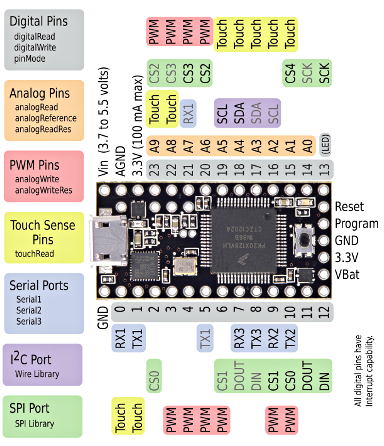 Digital Pins
digitalRead
digitalWrite
pinMode
Analog Pins
analogRead
analogReference
analogReadRes
PWM Pins
analogWrite
analogWriteRes
Touch Sense
Pins
touchRead
Serial Ports
Serial1
Serial2
Serial3
I²C Port
Wire Library
SPI Port
SPI Library
PWM PWM PWM PWM Touch Touch Touch Touch Touch
CS2 CS3 CS3 CS2 CS4 SCK SCK
Touch Touch RX1 SCL SDA SDA SCL
Vin (3.7 to 5.5 volts)
AGND
3.3V (100 mA max)
A9 A8 A7 A6 A5 A4 A3 A2 A1 A0 (LED)
23 22 21 20 19 18 17 16 15 14 13
Reset
Program
GND
3.3V
VBat
GND 0 1 2 3 4 5 6 7 8 9 10 11 12
RX1 TX1 TX1 RX3 TX3 RX2 TX2
CS0 CS1 DOUT DIN CS1 CS0 DOUT DIN
Touch Touch PWM PWM PWM PWM PWM PWM
All digital pins have
Interrupt capability.